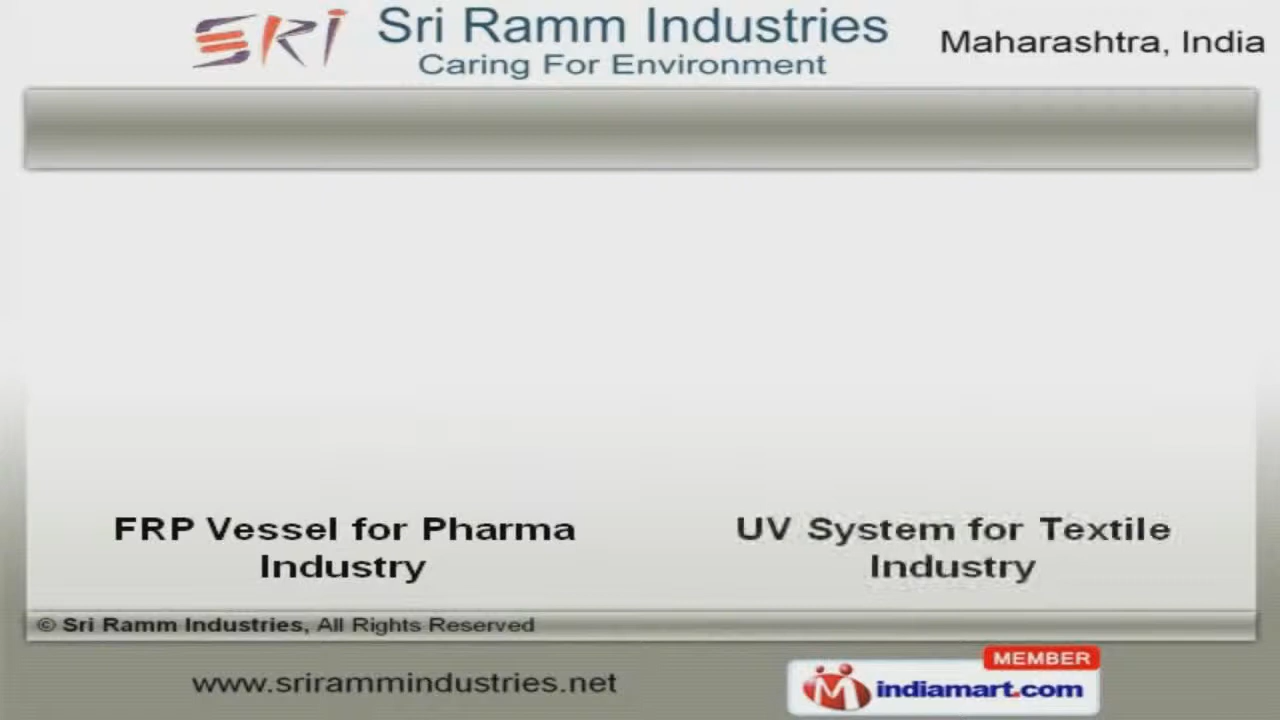 SRI
Sri Ramm Industries
Caring For Environment
Maharashtra, India
FRP Vessel for Pharma
Industry
UV System for Textile
Industry
© Sri Ramm Industries, All Rights Reserved
www.srirammindustries.net
MEMBER
indiamart.com